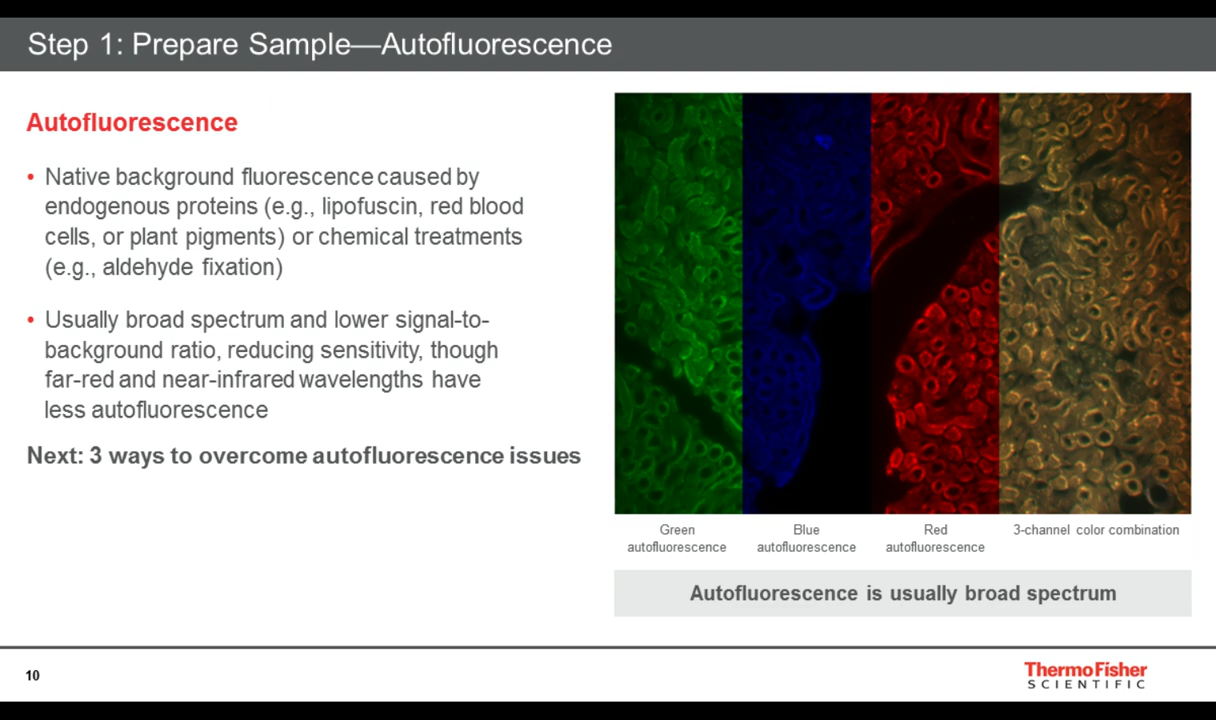 Step 1: Prepare Sample—Autofluorescence
Autofluorescence
• Native background fluorescence caused by
endogenous proteins (e.g., lipofuscin, red blood
cells, or plant pigments) or chemical treatments
(e.g., aldehyde fixation)
• Usually broad spectrum and lower signal-to-
background ratio, reducing sensitivity, though
far-red and near-infrared wavelengths have
less autofluorescence
Next: 3 ways to overcome autofluorescence issues
Green
autofluorescence
Blue
autofluorescence
Red
autofluorescence
3-channel color combination
Autofluorescence is usually broad spectrum
10
ThermoFisher
SCIENTIFIC